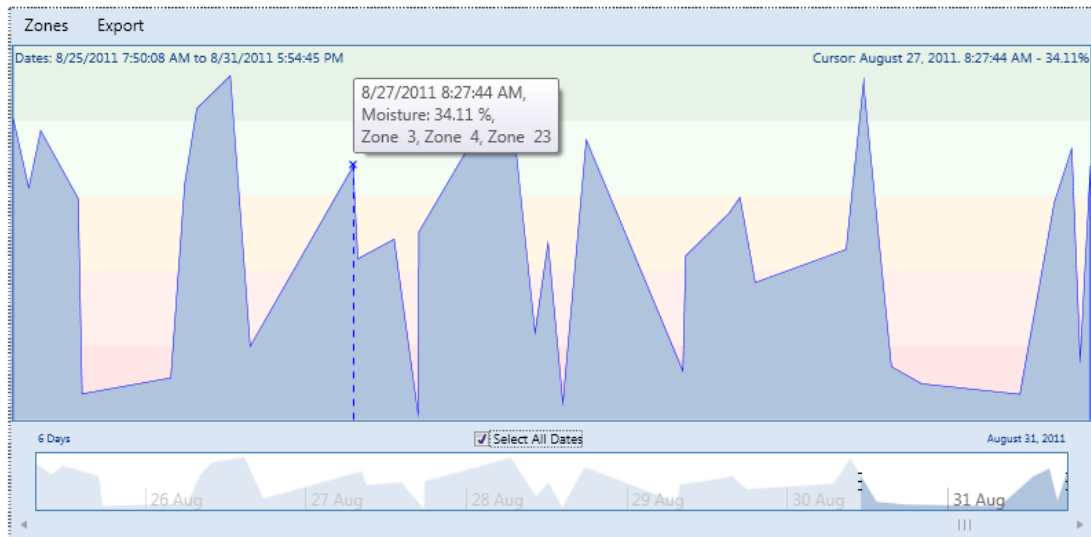 Zones Export
Dates: 8/25/2011 7:50:08 AM to 8/31/2011 5:54:45 PM Cursor: August 27, 2011. 8:27:44 AM - 34.11%
8/27/2011 8:27:44 AM,
Moisture: 34.11 %,
Zone 3, Zone 4, Zone 23
6 Days Select All Dates August 31, 2011
26 Aug 27 Aug 28 Aug 29 Aug 30 Aug 31 Aug